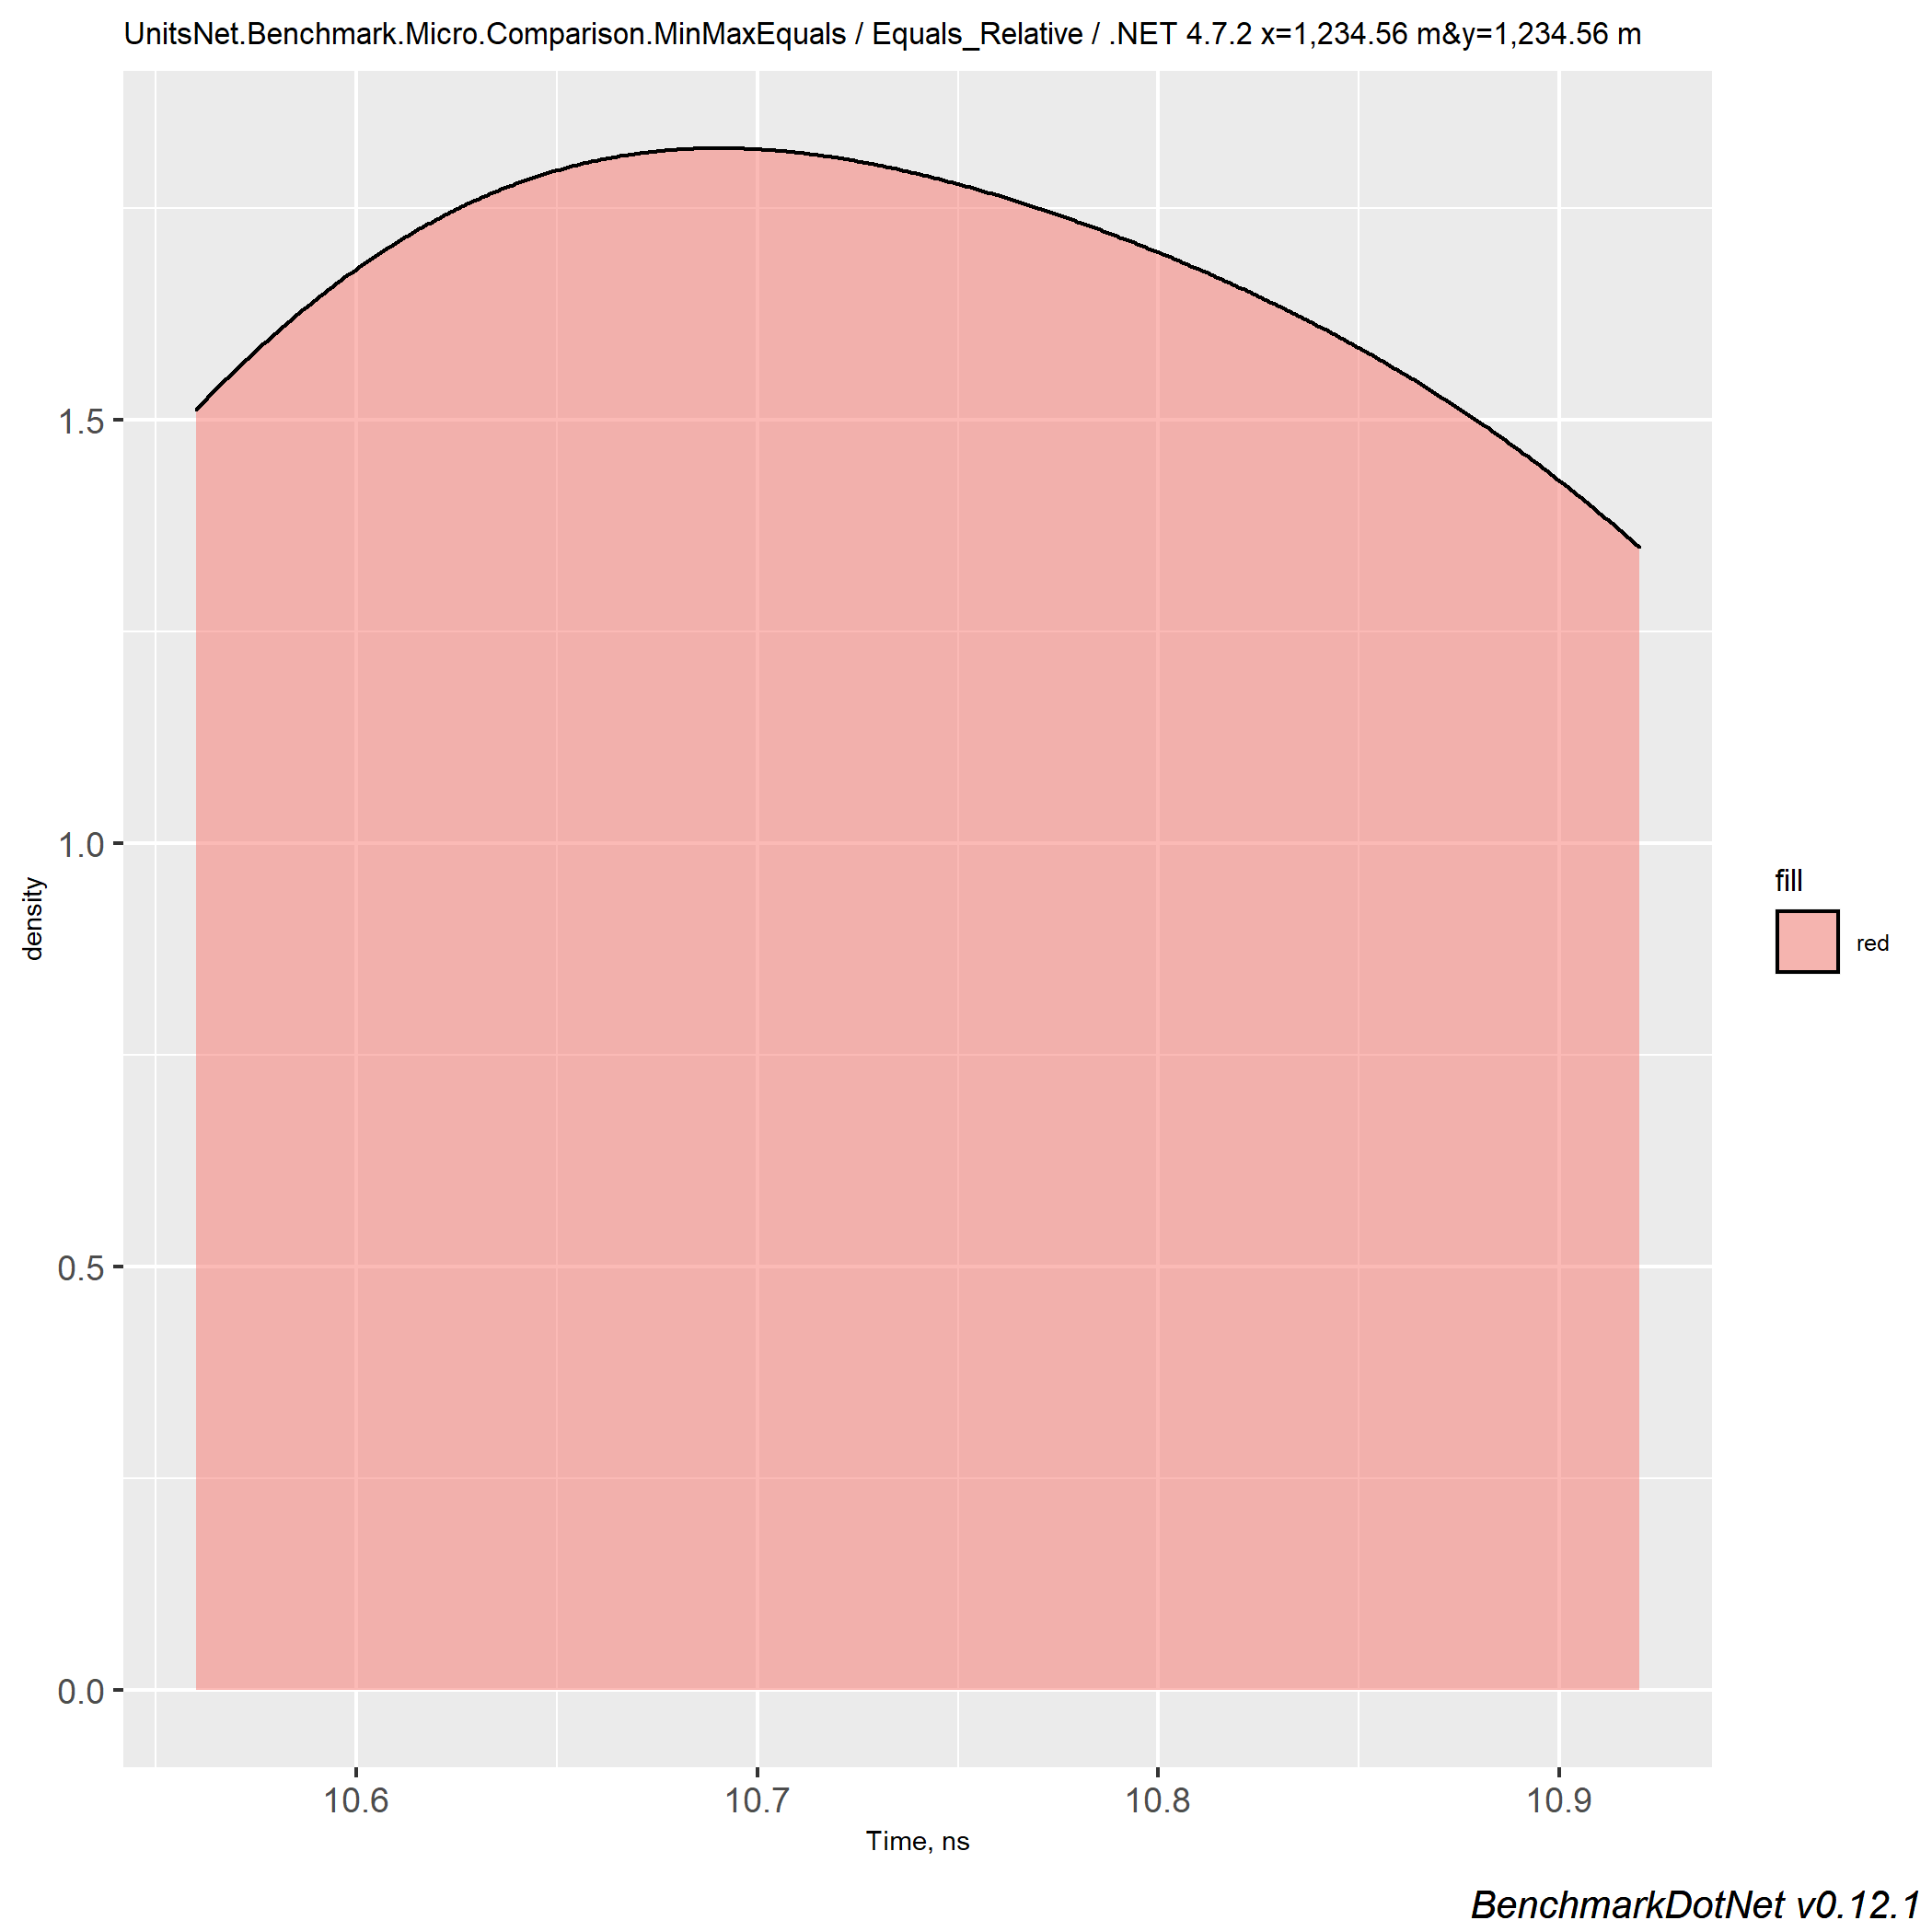 UnitsNet.Benchmark.Micro.Comparison.MinMaxEquals / Equals_Relative / .NET 4.7.2 x=1,234.56 m&y=1,234.56 m
1.5
1.0
0.5
0.0
density
10.6 10.7 10.8 10.9
Time, ns
fill
red
BenchmarkDotNet v0.12.1